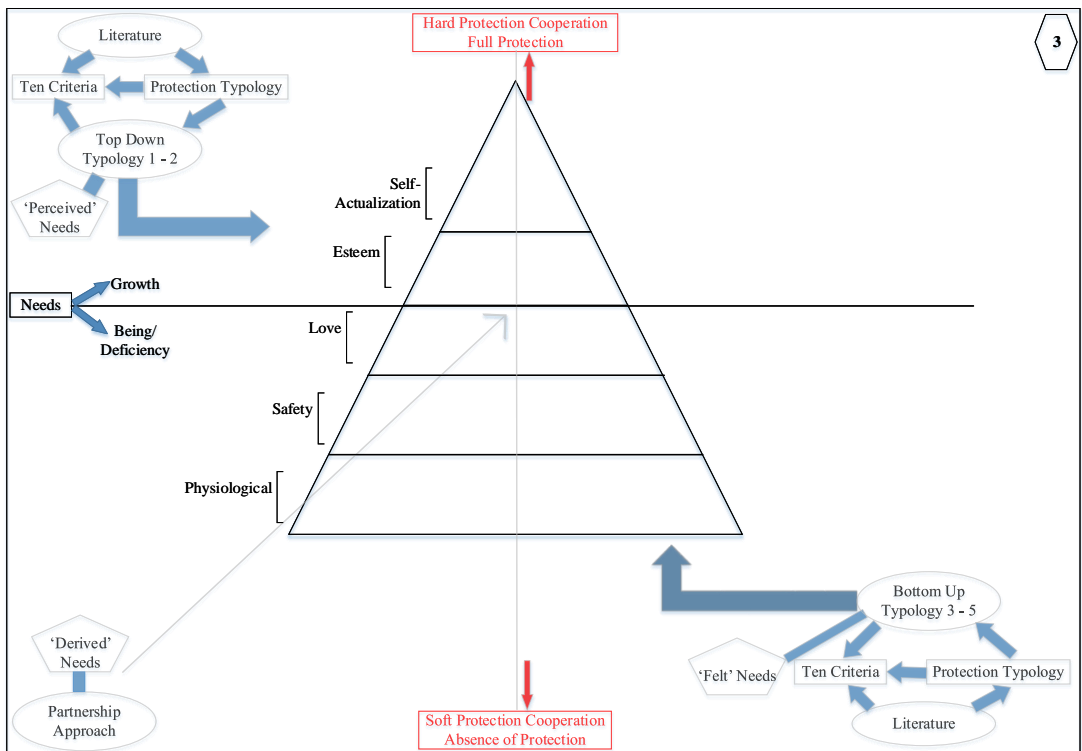 Literature
Ten Criteria
Protection Typology
Top Down
Typology 1 - 2
‘Perceived’
Needs
Hard Protection Cooperation
Full Protection
3
Self-
Actualization
Esteem
Needs
Growth
Being/
Deficiency
Love
Safety
Physiological
‘Derived’
Needs
Partnership
Approach
Soft Protection Cooperation
Absence of Protection
Bottom Up
Typology 3 - 5
‘Felt’ Needs
Ten Criteria
Protection Typology
Literature